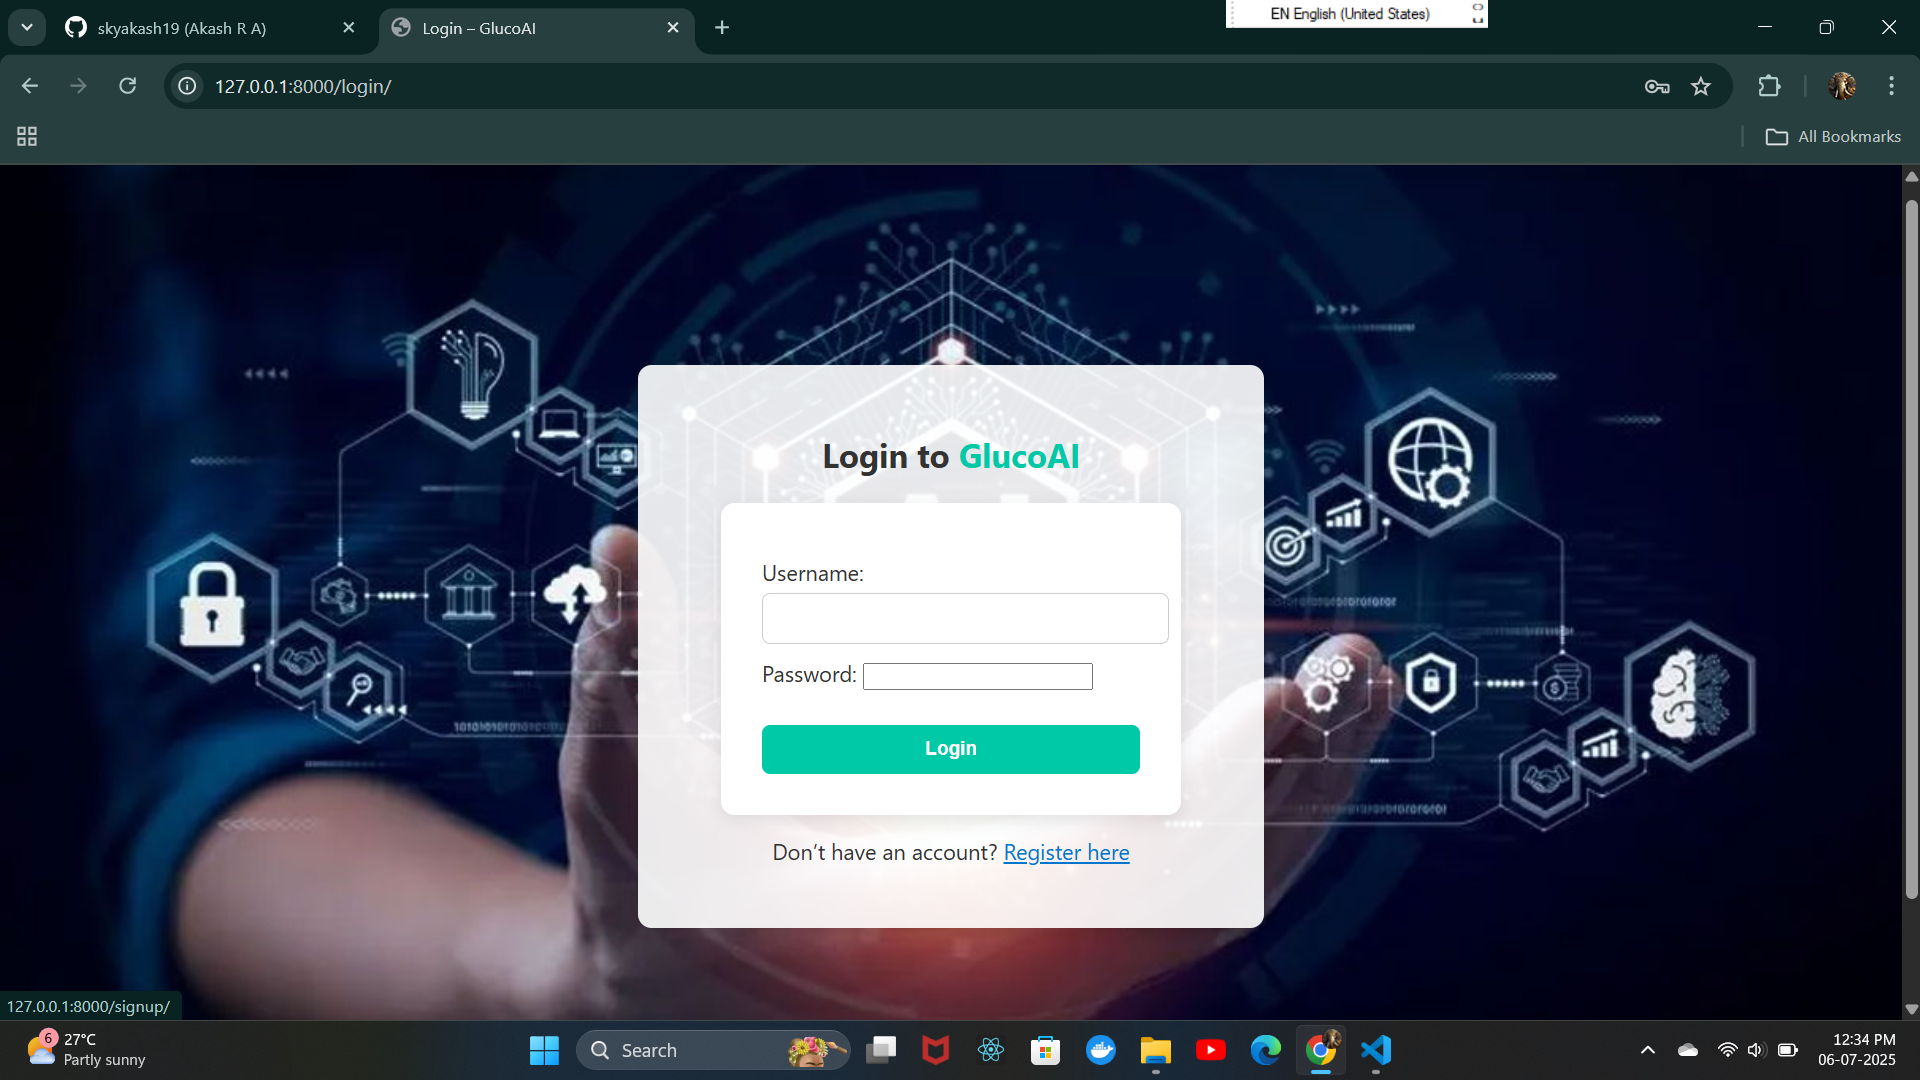 skyakash19 (Akash R A)
Login – GlucoAI
EN English (United States)
127.0.0.1:8000/login/
All Bookmarks
Login to GlucoAI
Username:
Password:
Login
Don’t have an account? Register here
127.0.0.1:8000/signup/
6
27°C
Partly sunny
Search
12:34 PM
06-07-2025